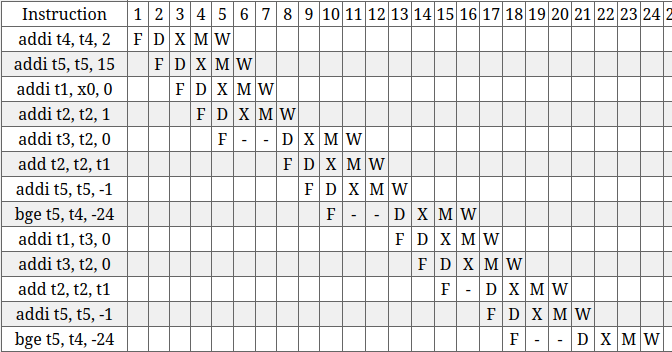 Instruction 1 2 3 4 5 6 7 8 9 10 11 12 13 14 15 16 17 18 19 20 21 22 23 24 2
addi t4, t4, 2 F D X M W
addi t5, t5, 15 F D X M W
addi t1, x0, 0 F D X M W
addi t2, t2, 1 F D X M W
addi t3, t2, 0 F - - D X M W
add t2, t2, t1 F D X M W
addi t5, t5, -1 F D X M W
bge t5, t4, -24 F - - D X M W
addi t1, t3, 0 F D X M W
addi t3, t2, 0 F D X M W
add t2, t2, t1 F - D X M W
addi t5, t5, -1 F D X M W
bge t5, t4, -24 F - - D X M W